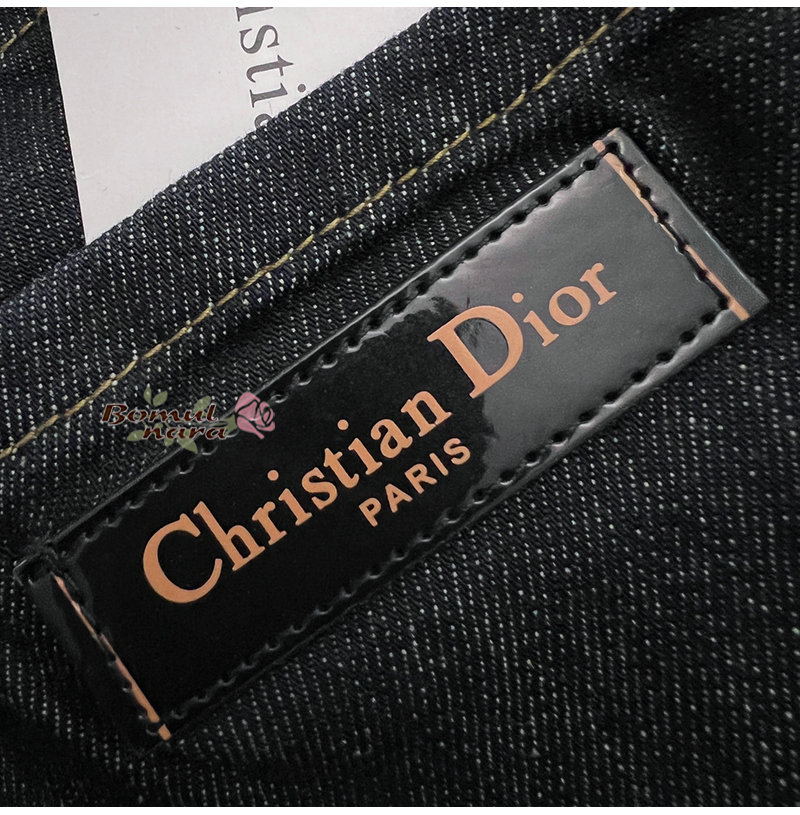 Christian Dior
PARIS
Bomul
nara